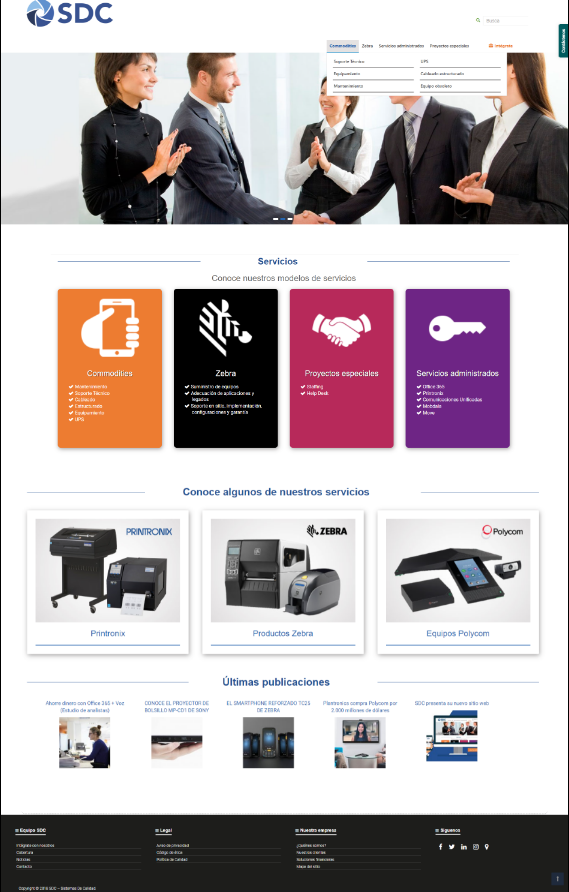 SDC
Busca
Conáctenos
Commodities Zebra Servicios administrados Proyectos especiales Intégrate
Soporte Técnico UPS
Equipamiento Cableado estructurado
Mantenimiento Equipo obsoleto
Servicios
Conoce nuestros modelos de servicios
Commodities
Mantenimiento
Soporte Técnico
Cableado
Estructurado
Equipamiento
UPS
Zebra
Suministro de equipos
Adecuación de aplicaciones y
legados
Soporte en sitio, implementación,
configuraciones y garantía
Proyectos especiales
Staffing
Help Desk
Servicios administrados
Office 365
Printronix
Comunicaciones Unificadas
Mobdala
Move
Conoce algunos de nuestros servicios
PRINTRONIX
Printronix
ZEBRA
Productos Zebra
Polycom
Equipos Polycom
Últimas publicaciones
Ahorre dinero con Office 365 + Voz
(Estudio de analistas)
CONOCE EL PROYECTOR DE
BOLSILLO MP-CD1 DE SONY
EL SMARTPHONE REFORZADO TC25
DE ZEBRA
Plantronics compra Polycom por
2.000 millones de dólares
SDC presenta su nuevo sitio web
Equipo SDC
Intégrate con nosotros
Cobertura
Noticias
Contacto
Legal
Aviso de privacidad
Código de ética
Política de Calidad
Nuestra empresa
¿Quiénes somos?
Nuestros clientes
Soluciones financieras
Mapa del sitio
Síguenos
Copyright © 2018 SDC – Sistemas De Calidad